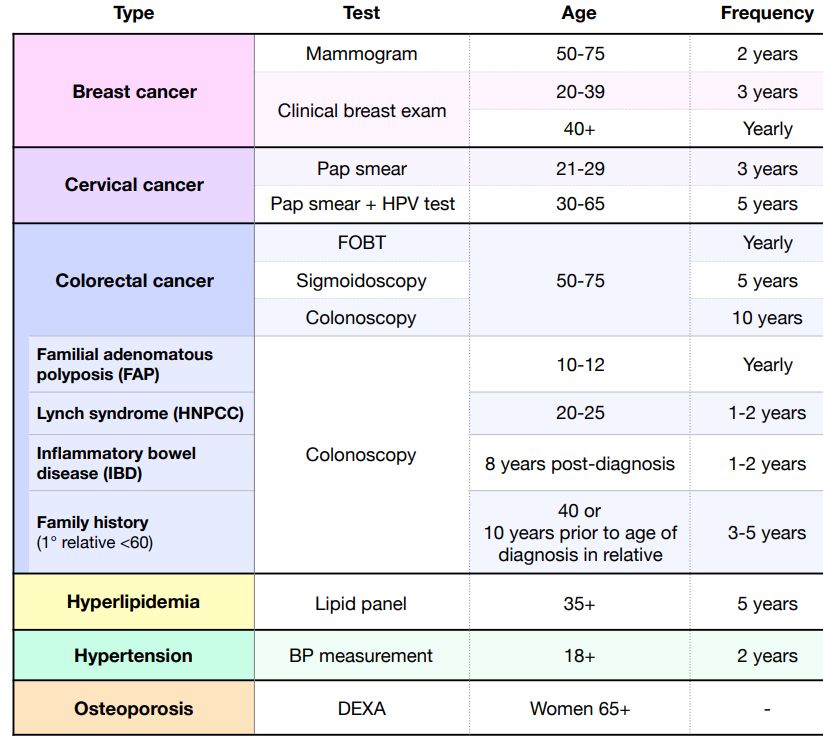 Type Test Age Frequency
Breast cancer Mammogram 50-75 2 years
Clinical breast exam 20-39 3 years
40+ Yearly
Cervical cancer Pap smear 21-29 3 years
Pap smear + HPV test 30-65 5 years
Colorectal cancer FOBT 50-75 Yearly
Sigmoidoscopy 5 years
Colonoscopy 10 years
Familial adenomatous
polyposis (FAP) Colonoscopy 10-12 Yearly
Lynch syndrome (HNPCC) 20-25 1-2 years
Inflammatory bowel
disease (IBD) 8 years post-diagnosis 1-2 years
Family history
(1° relative <60) 40 or
10 years prior to age of
diagnosis in relative 3-5 years
Hyperlipidemia Lipid panel 35+ 5 years
Hypertension BP measurement 18+ 2 years
Osteoporosis DEXA Women 65+ -